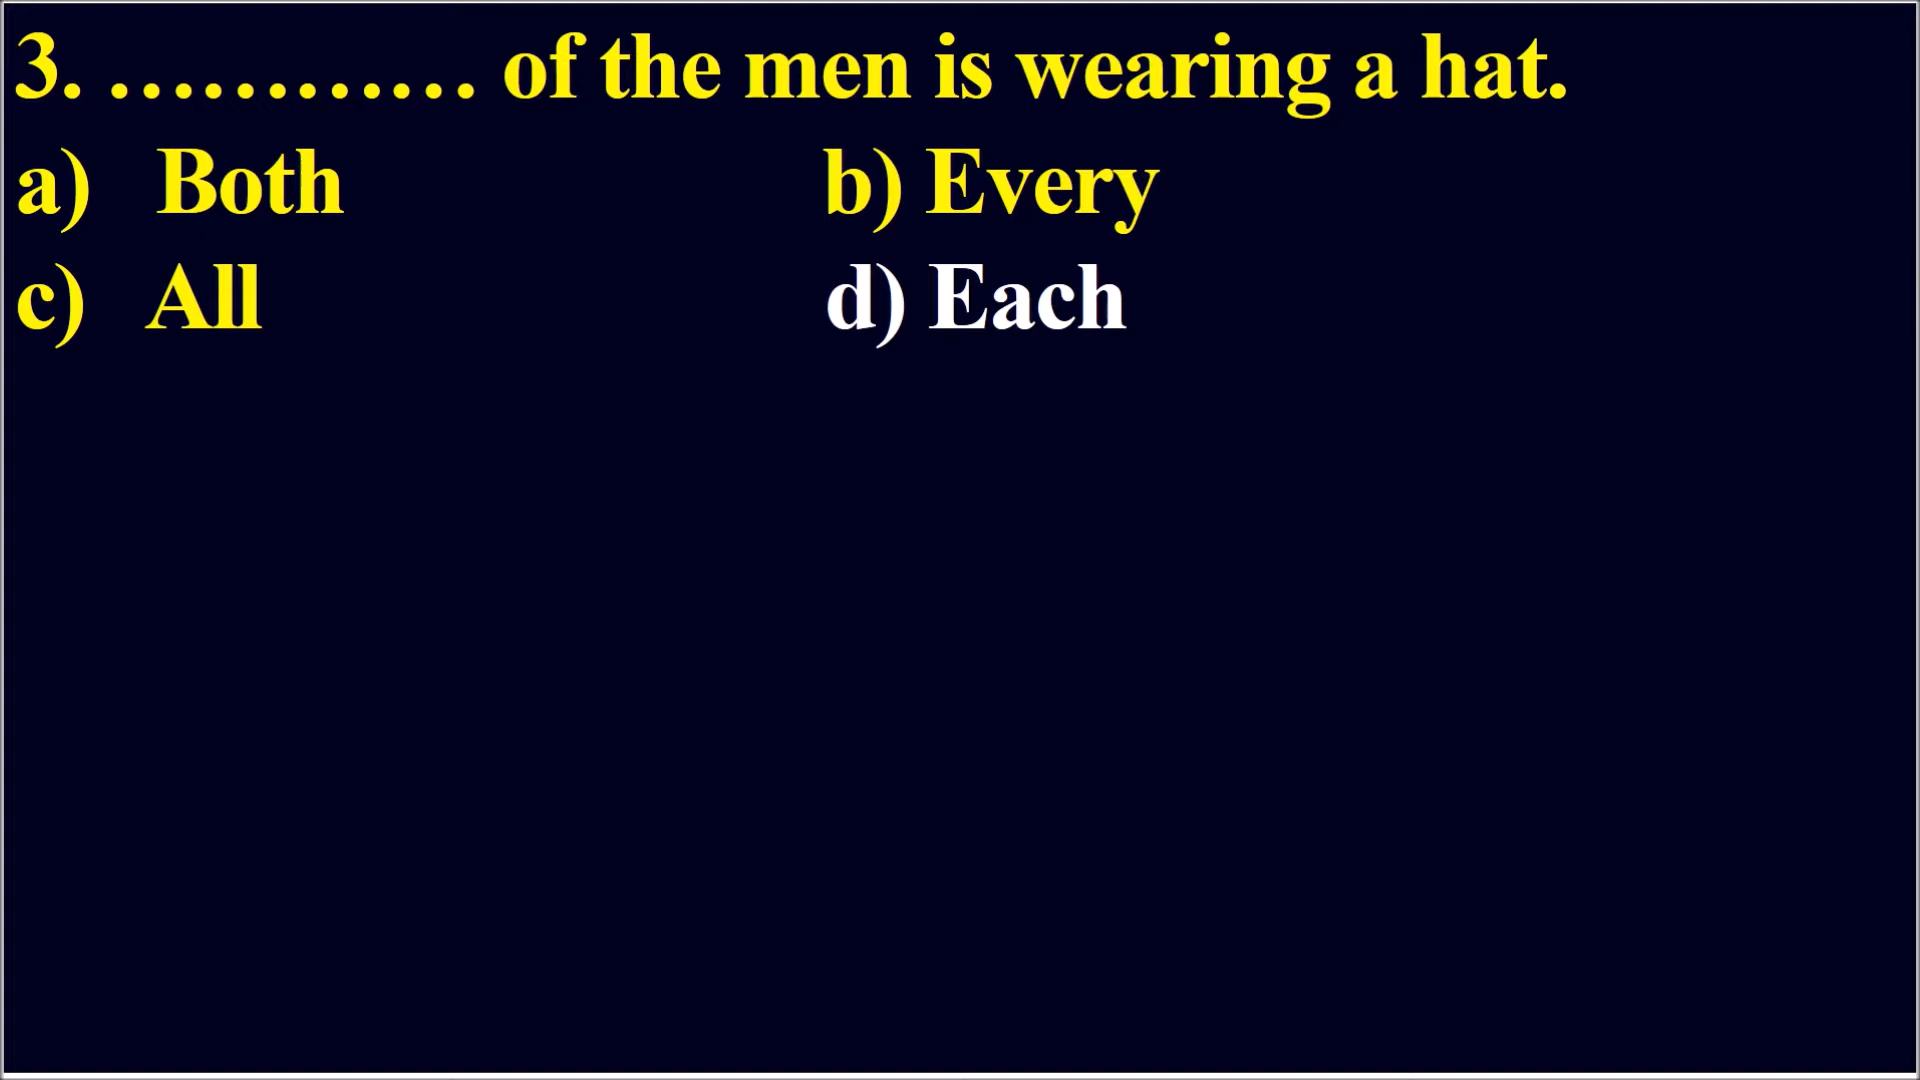 3. ............ of the men is wearing a hat.
a) Both b) Every
c) All d) Each